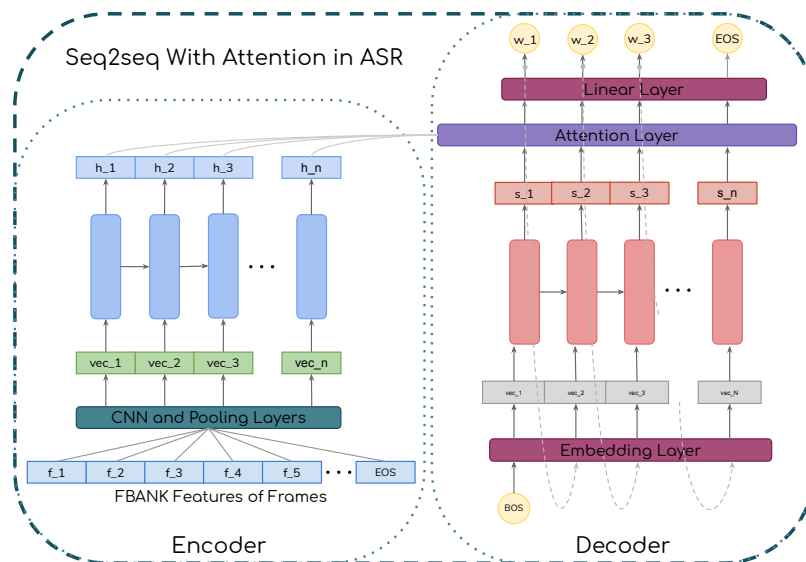 Seq2seq With Attention in ASR
w_1 w_2 w_3 EOS
Linear Layer
Attention Layer
h_1 h_2 h_3 h_n
s_1 s_2 s_3 s_n
...
...
vec_1 vec_2 vec_3 vec_n
vec_1 vec_2 vec_3 vec_N
CNN and Pooling Layers
Embedding Layer
f_1 f_2 f_3 f_4 f_5 ... EOS
FBANK Features of Frames
BOS
Encoder
Decoder